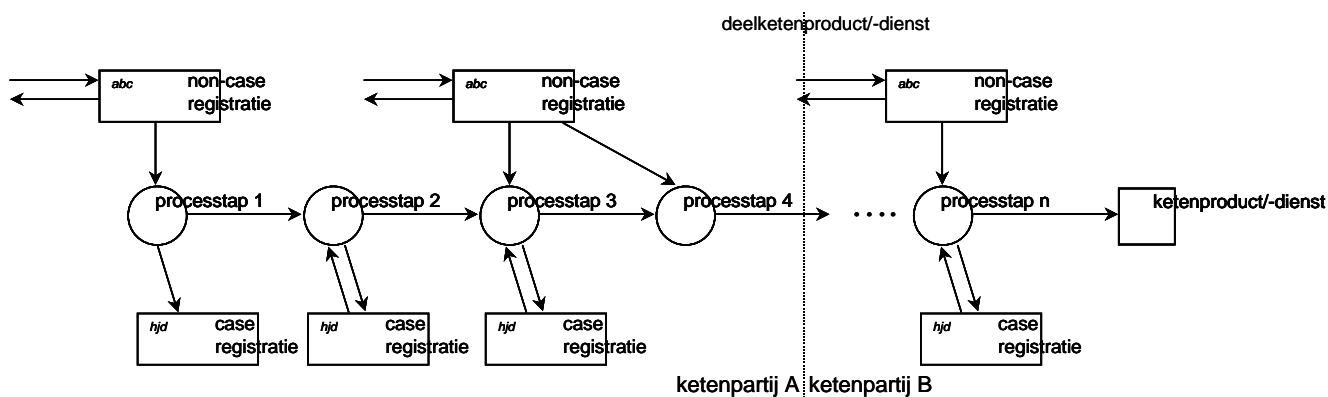 deelketenproduct/-dienst
abc non-case
registratie
abc non-case
registratie
abc non-case
registratie
processtap 1
processtap 2
processtap 3
processtap 4
processtap n
ketenproduct/-dienst
hjd case
registratie
hjd case
registratie
hjd case
registratie
hjd case
registratie
ketenpartij A
ketenpartij B